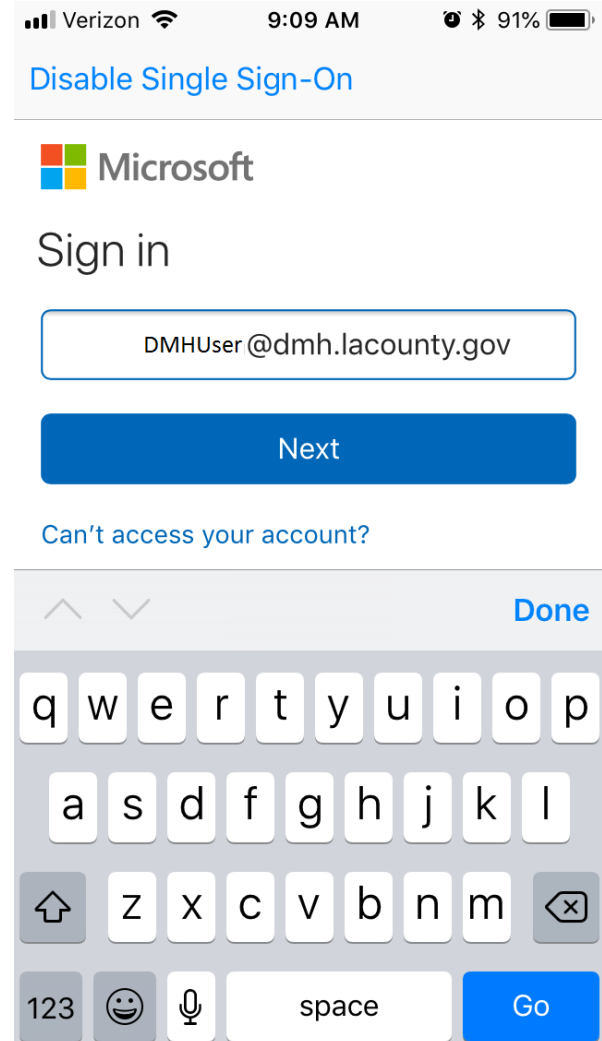 Verizon 9:09 AM 91%
Disable Single Sign-On
Microsoft
Sign in
DMHUser@dmh.lacounty.gov
Next
Can't access your account?
Done
q w e r t y u i o p
a s d f g h j k l
z x c v b n m
123 space Go